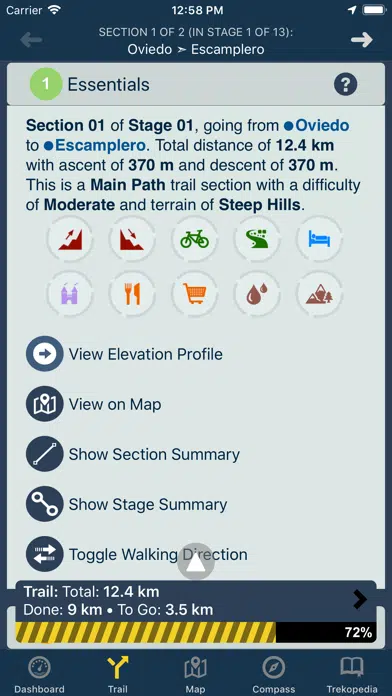 Carrier 12:58 PM
SECTION 1 OF 2 (IN STAGE 1 OF 13):
Oviedo ➣ Escamplero
1 Essentials ?
Section 01 of Stage 01, going from ●Oviedo
to ●Escamplero. Total distance of 12.4 km
with ascent of 370 m and descent of 370 m.
This is a Main Path trail section with a difficulty
of Moderate and terrain of Steep Hills.
View Elevation Profile
View on Map
Show Section Summary
Show Stage Summary
Toggle Walking Direction
Trail: Total: 12.4 km
Done: 9 km • To Go: 3.5 km
72%
Dashboard Trail Map Compass Trekopedia